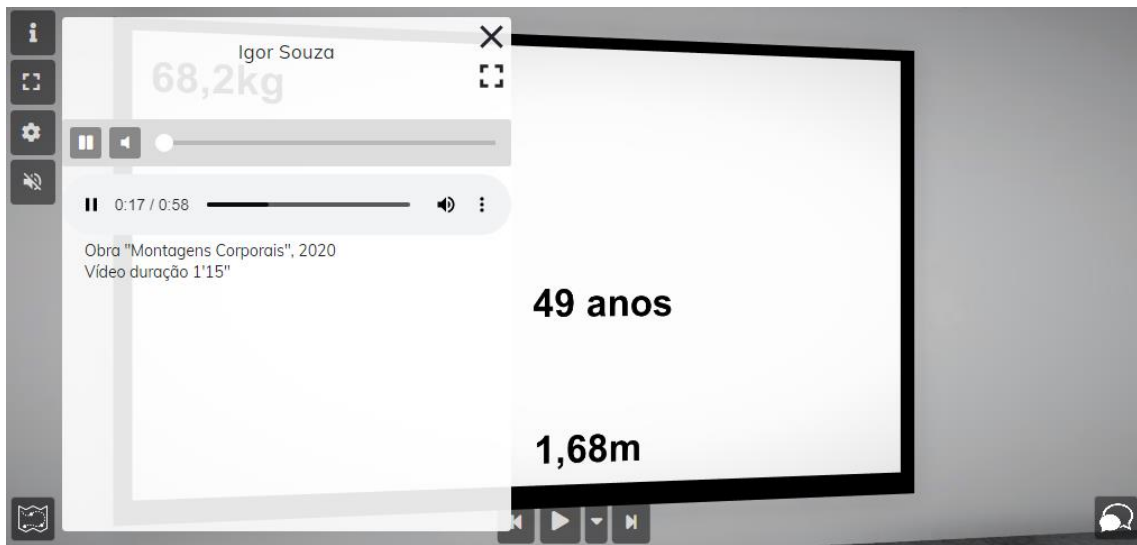 Igor Souza
68,2kg
0:17 / 0:58
Obra "Montagens Corporais", 2020
Vídeo duração 1'15"
49 anos
1,68m